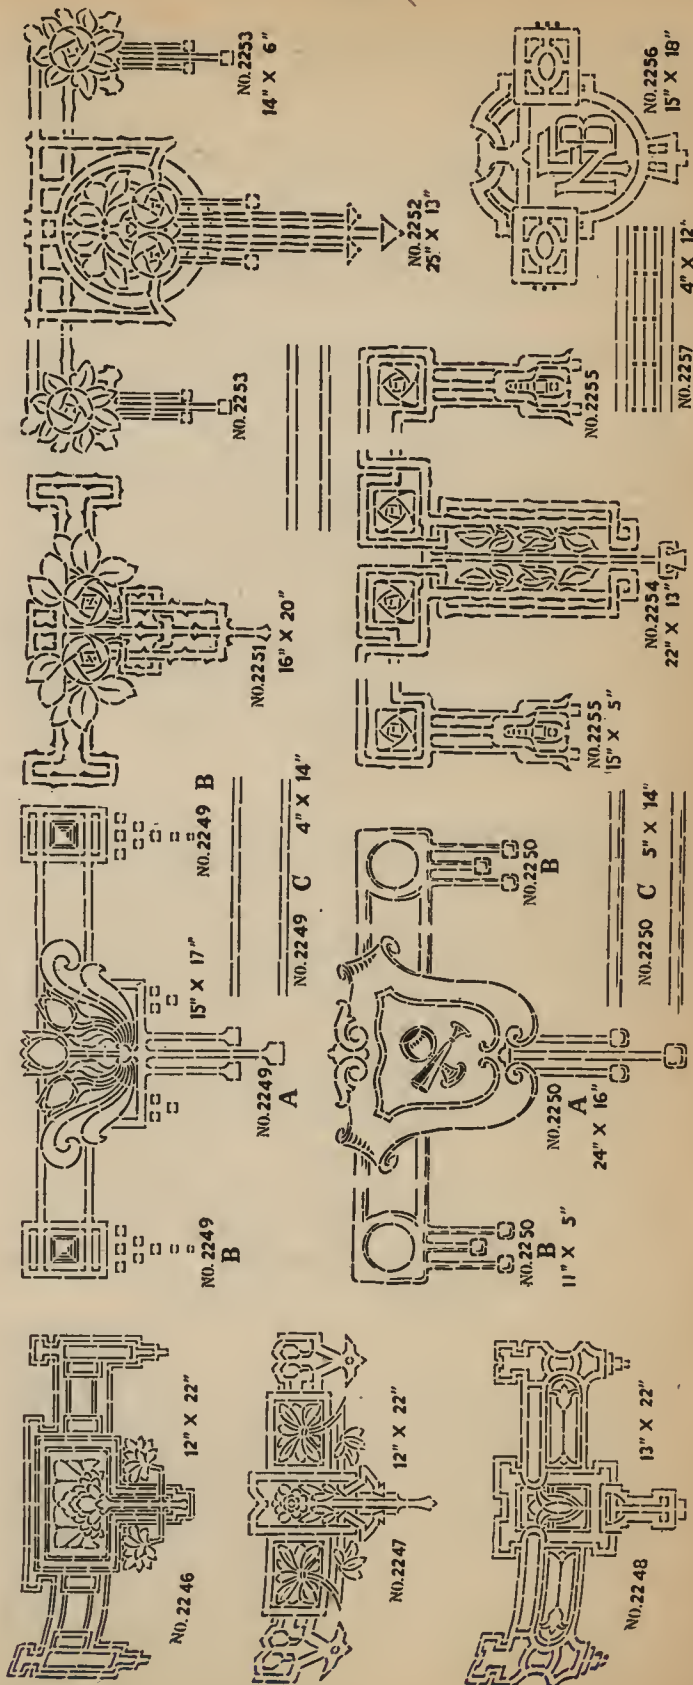 NO. 2246
12" X 22"
NO. 2247
12" X 22"
NO. 2248
13" X 22"
NO. 2249
B
NO. 2249
A
15" X 17"
NO. 2249 B
NO. 2249 C 4" X 14"
NO. 2250
B
11" X 5"
NO. 2250
A
24" X 16"
NO. 2250
B
NO. 2250 C 5" X 14"
NO. 2251
16" X 20"
NO. 2253
NO. 2252
25" X 13"
NO. 2253
14" X 6"
NO. 2255
15" X 5"
NO. 2254
22" X 13"
NO. 2255
NO. 2257 4" X 12"
NO. 2256
15" X 18"